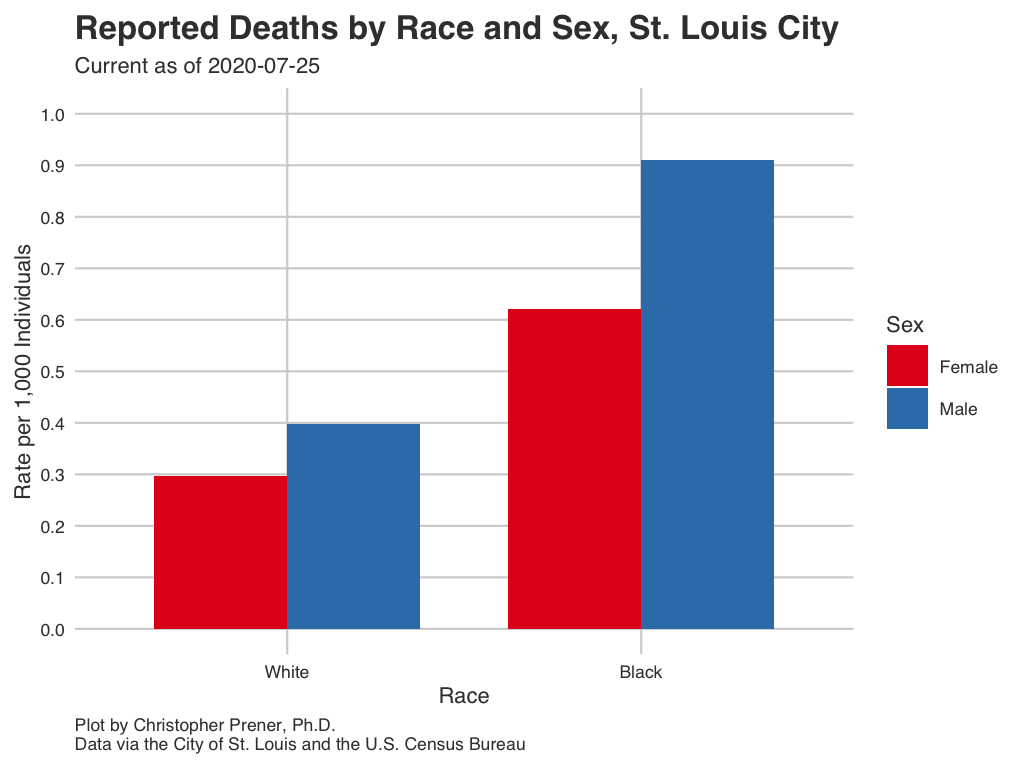 Reported Deaths by Race and Sex, St. Louis City
Current as of 2020-07-25
Rate per 1,000 Individuals
1.0
0.9
0.8
0.7
0.6
0.5
0.4
0.3
0.2
0.1
0.0
White
Black
Race
Sex
Female
Male
Plot by Christopher Prener, Ph.D.
Data via the City of St. Louis and the U.S. Census Bureau